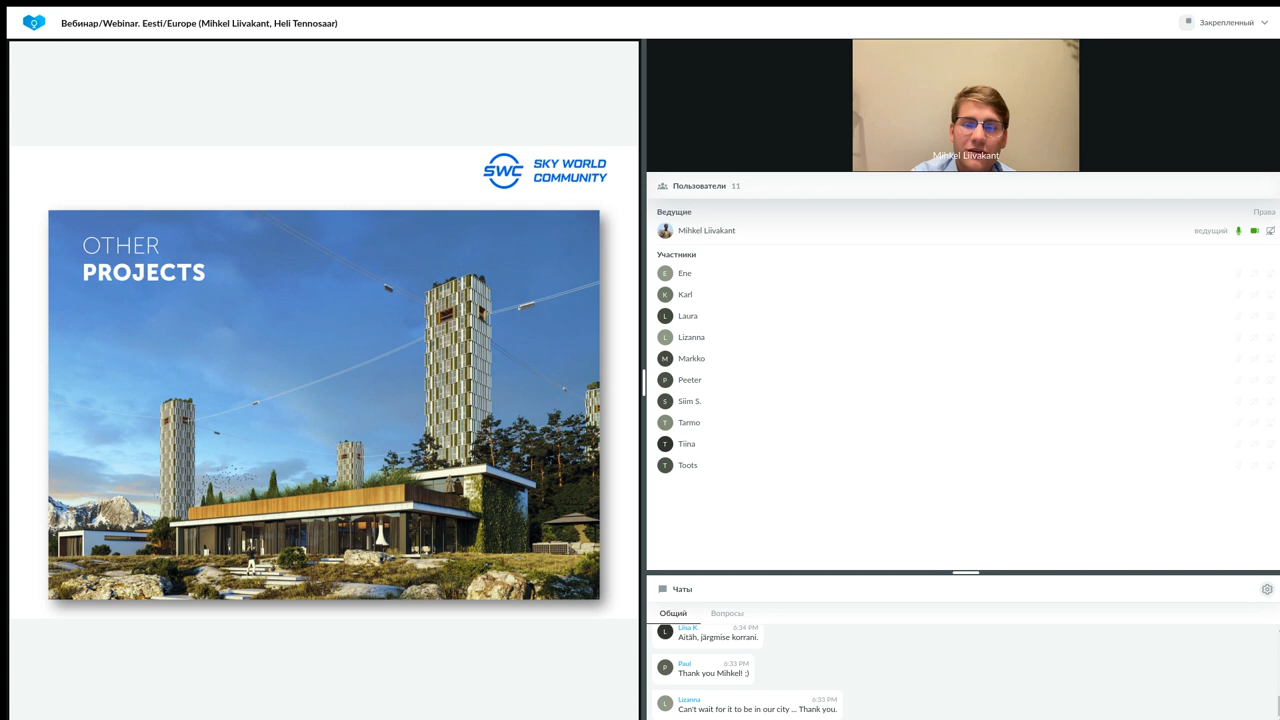 Вебинар/Webinar. Eesti/Europe (Mihkel Liivakant, Heli Tennosaar)
Закрепленный
SWC SKY WORLD
COMMUNITY
OTHER
PROJECTS
Mihkel Liivakant
Пользователи 11
Ведущие Права
Mihkel Liivakant ведущий
Участники
E Ene
K Karl
L Laura
L Lizanna
M Markko
P Peeter
S Siim S.
T Tarmo
T Tiina
T Toots
Чаты
Общий Вопросы
L Liisa K. 6:34 PM
Aitäh, järgmise korrani.
P Paul 6:33 PM
Thank you Mihkel! ;)
L Lizanna 6:33 PM
Can't wait for it to be in our city ... Thank you.